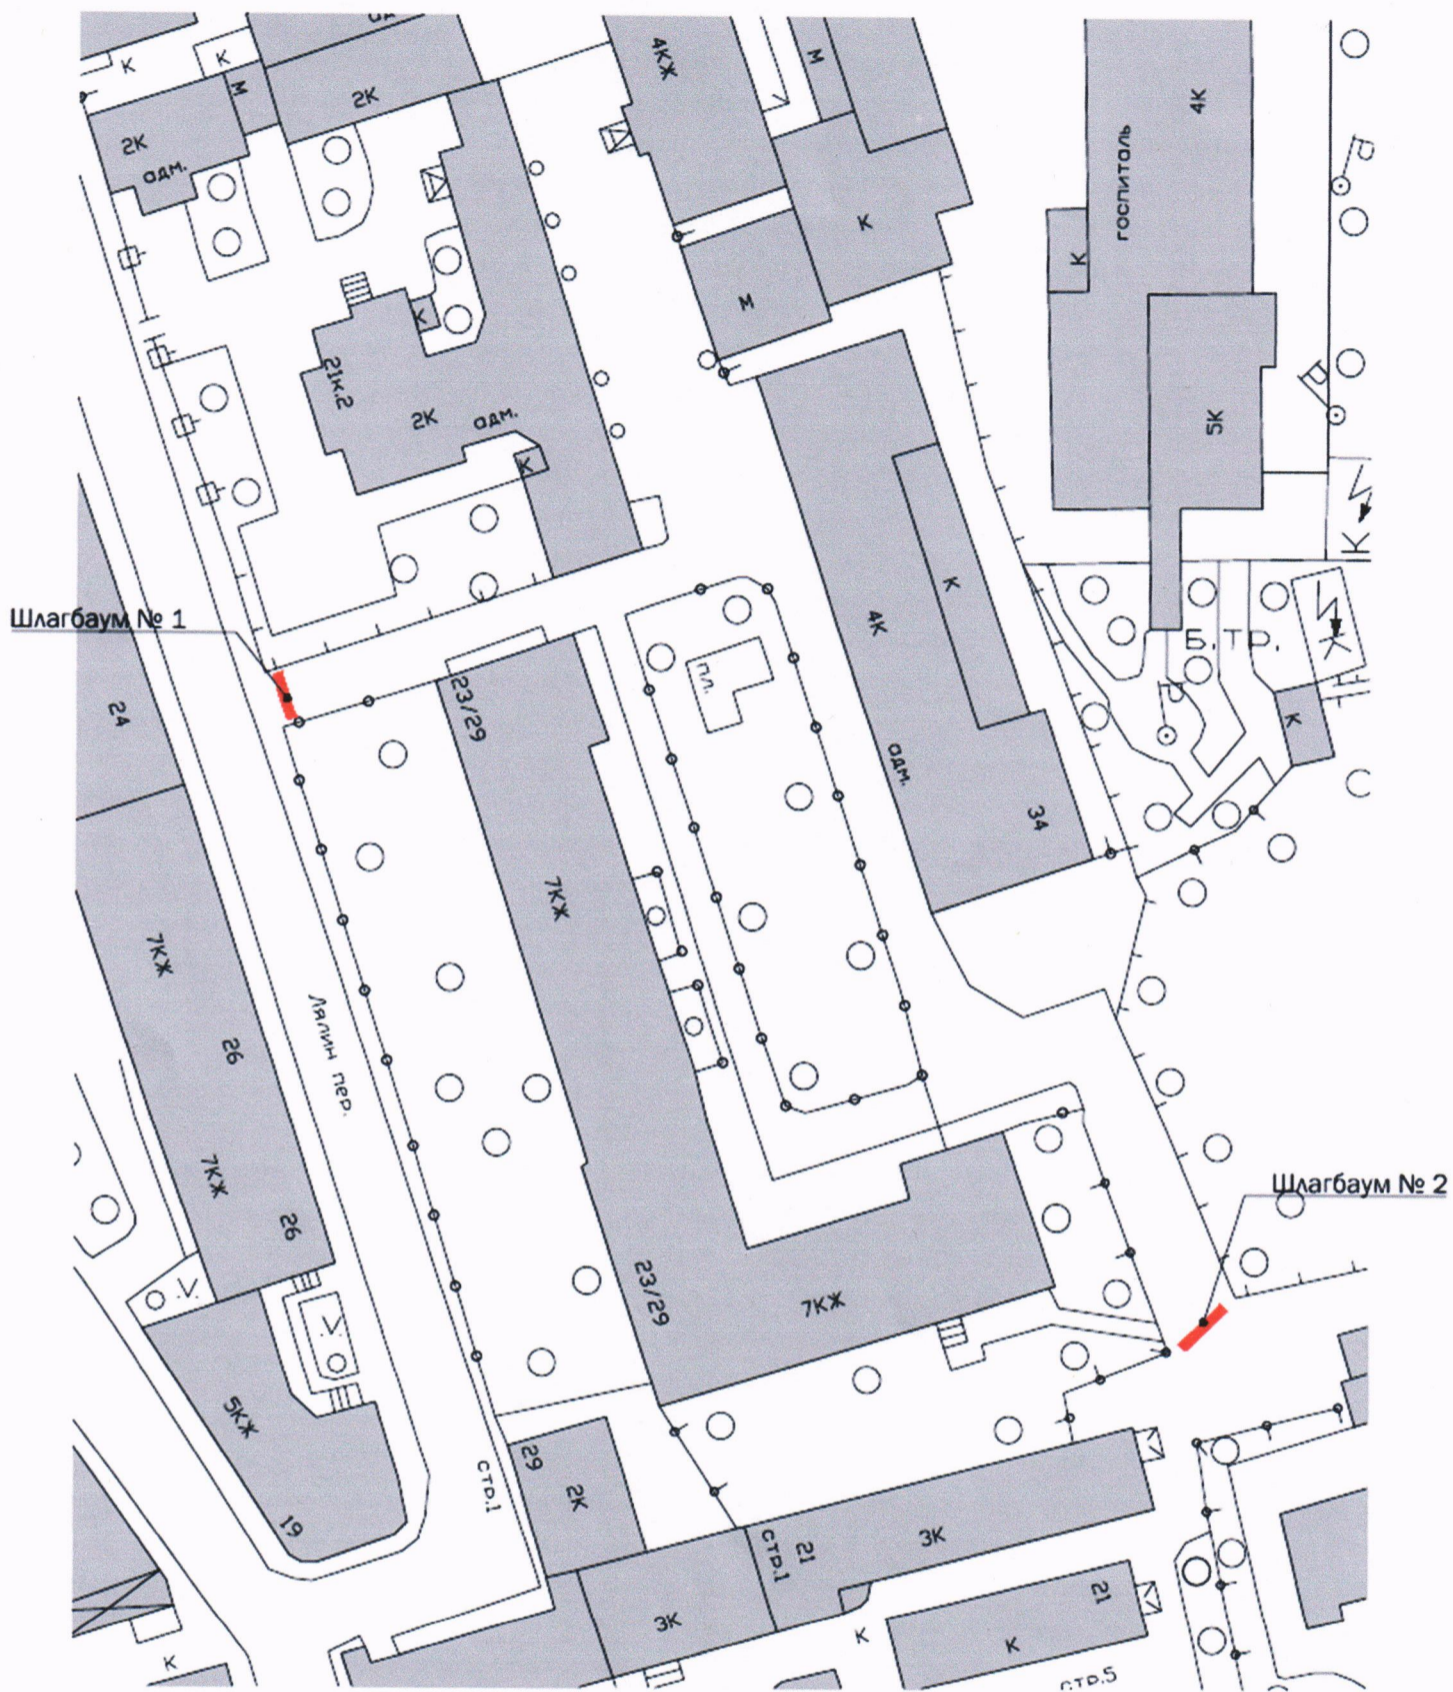 адм.
К
К
М
2К
2К
адм.
4КЖ
М
К
М
4К
госпиталь
К
5К
21к.2
К
2К
адм.
К
К
К
Шлагбаум № 1
24
23/29
пл.
4К
К
адм.
34
Б.ТР.
К
К
7КЖ
7КЖ
26
Лялин пер.
7КЖ
26
Шлагбаум № 2
23/29
7КЖ
5КЖ
19
стр.1
29
2К
стр.1
21
3К
3К
21
К
К
К
стр.5